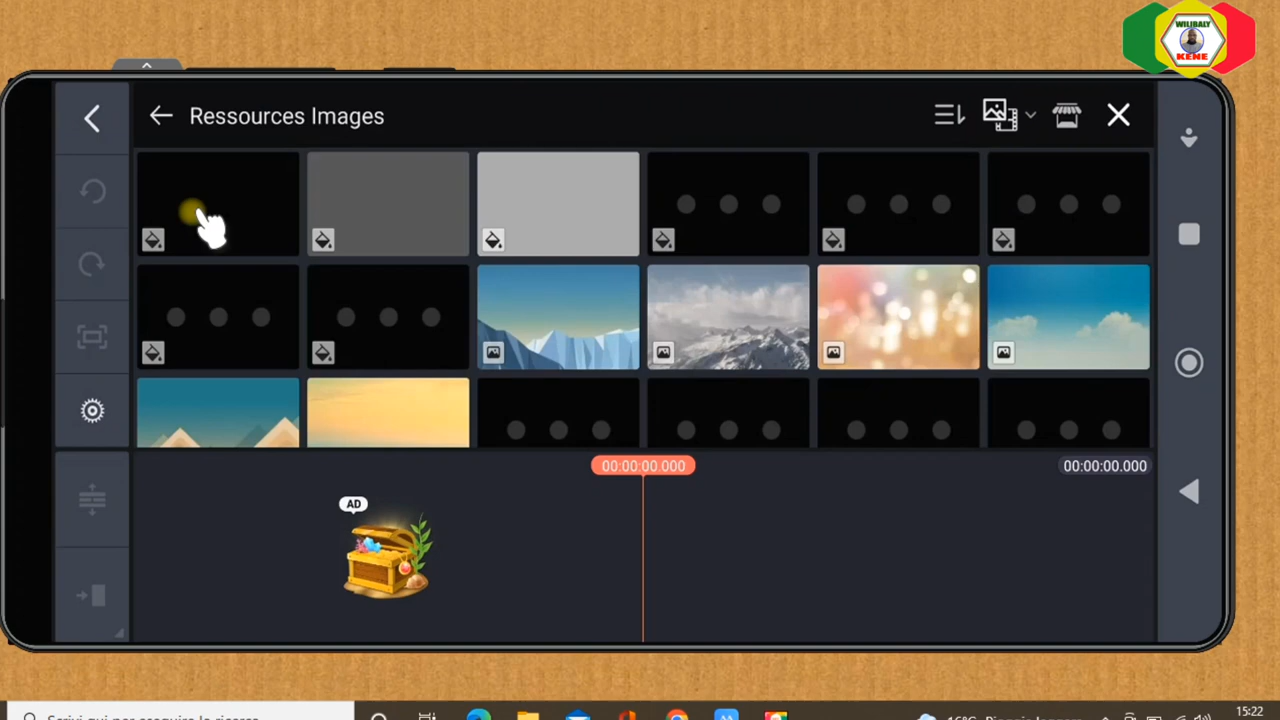 WILIBALY
KENE
Ressources Images
00:00:00.000
00:00:00.000
AD
15:22